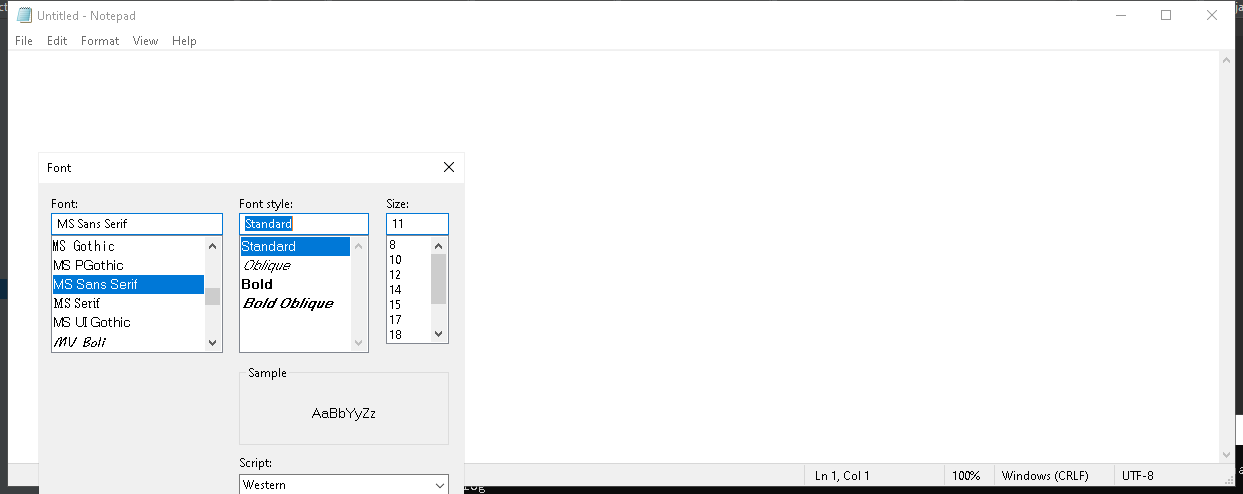 Untitled - Notepad
File Edit Format View Help
Font
Font: Font style: Size:
MS Sans Serif Standard 11
MS Gothic
MS PGothic
MS Sans Serif
MS Serif
MS UI Gothic
MV Boli
Standard
Oblique
Bold
Bold Oblique
8
10
12
14
15
17
18
Sample
AaBbYyZz
Script:
Western
Ln 1, Col 1 100% Windows (CRLF) UTF-8